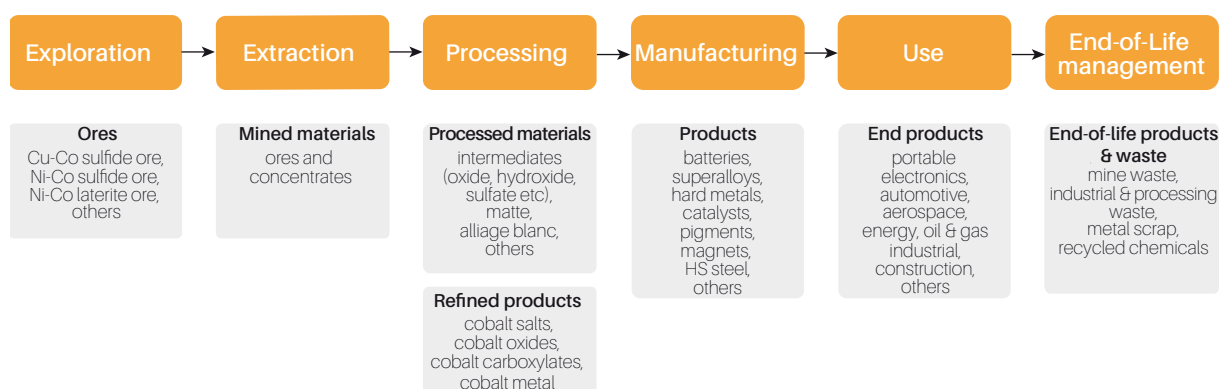 Exploration
Extraction
Processing
Manufacturing
Use
End-of-Life
management
Ores
Cu-Co sulfide ore,
Ni-Co sulfide ore,
Ni-Co laterite ore,
others
Mined materials
ores and
concentrates
Processed materials
intermediates
(oxide, hydroxide,
sulfate etc),
matte,
alliage blanc,
others
Refined products
cobalt salts,
cobalt oxides,
cobalt carboxylates,
cobalt metal
Products
batteries,
superalloys,
hard metals,
catalysts,
pigments,
magnets,
HS steel,
others
End products
portable
electronics,
automotive,
aerospace,
energy, oil & gas
industrial,
construction,
others
End-of-life products
& waste
mine waste,
industrial & processing
waste,
metal scrap,
recycled chemicals